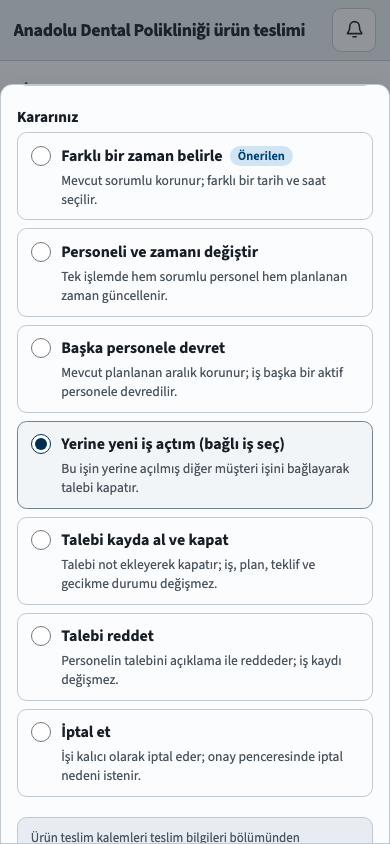 Anadolu Dental Polikliniği ürün teslimi
Kararınız
Farklı bir zaman belirle Önerilen
Mevcut sorumlu korunur; farklı bir tarih ve saat
seçilir.
Personeli ve zamanı değiştir
Tek işlemde hem sorumlu personel hem planlanan
zaman güncellenir.
Başka personele devret
Mevcut planlanan aralık korunur; iş başka bir aktif
personele devredilir.
Yerine yeni iş açtım (bağlı iş seç)
Bu işin yerine açılmış diğer müşteri işini bağlayarak
talebi kapatır.
Talebi kayda al ve kapat
Talebi not ekleyerek kapatır; iş, plan, teklif ve
gecikme durumu değişmez.
Talebi reddet
Personelin talebini açıklama ile reddeder; iş kaydı
değişmez.
İptal et
İşi kalıcı olarak iptal eder; onay penceresinde iptal
nedeni istenir.
Ürün teslim kalemleri teslim bilgileri bölümünden